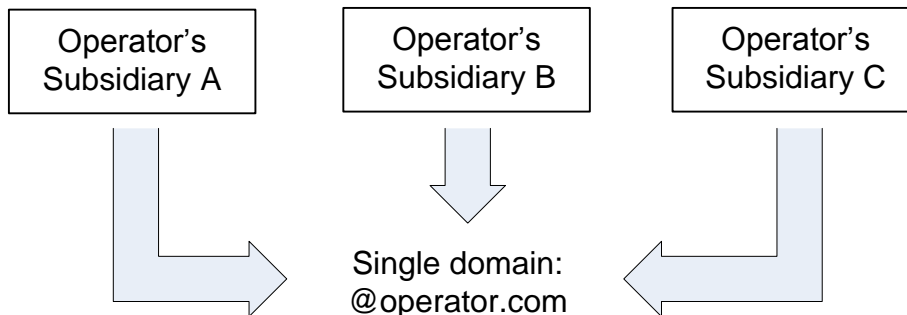 Operator’s
Subsidiary A
Operator’s
Subsidiary B
Operator’s
Subsidiary C
Single domain:
@operator.com